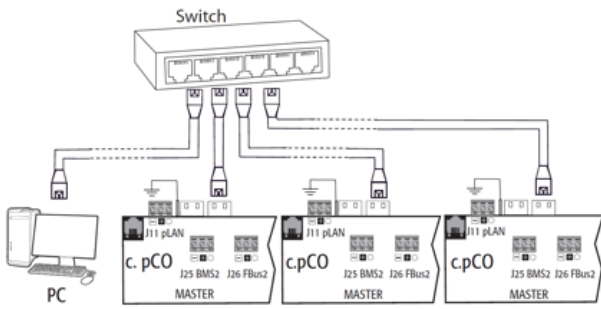 Switch
J11 pLAN
c. pCO
J25 BMS2 J26 FBus2
MASTER
J11 pLAN
c.pCO
J25 BMS2 J26 FBus2
MASTER
J11 pLAN
c.pCO
J25 BMS2 J26 FBus2
MASTER
PC